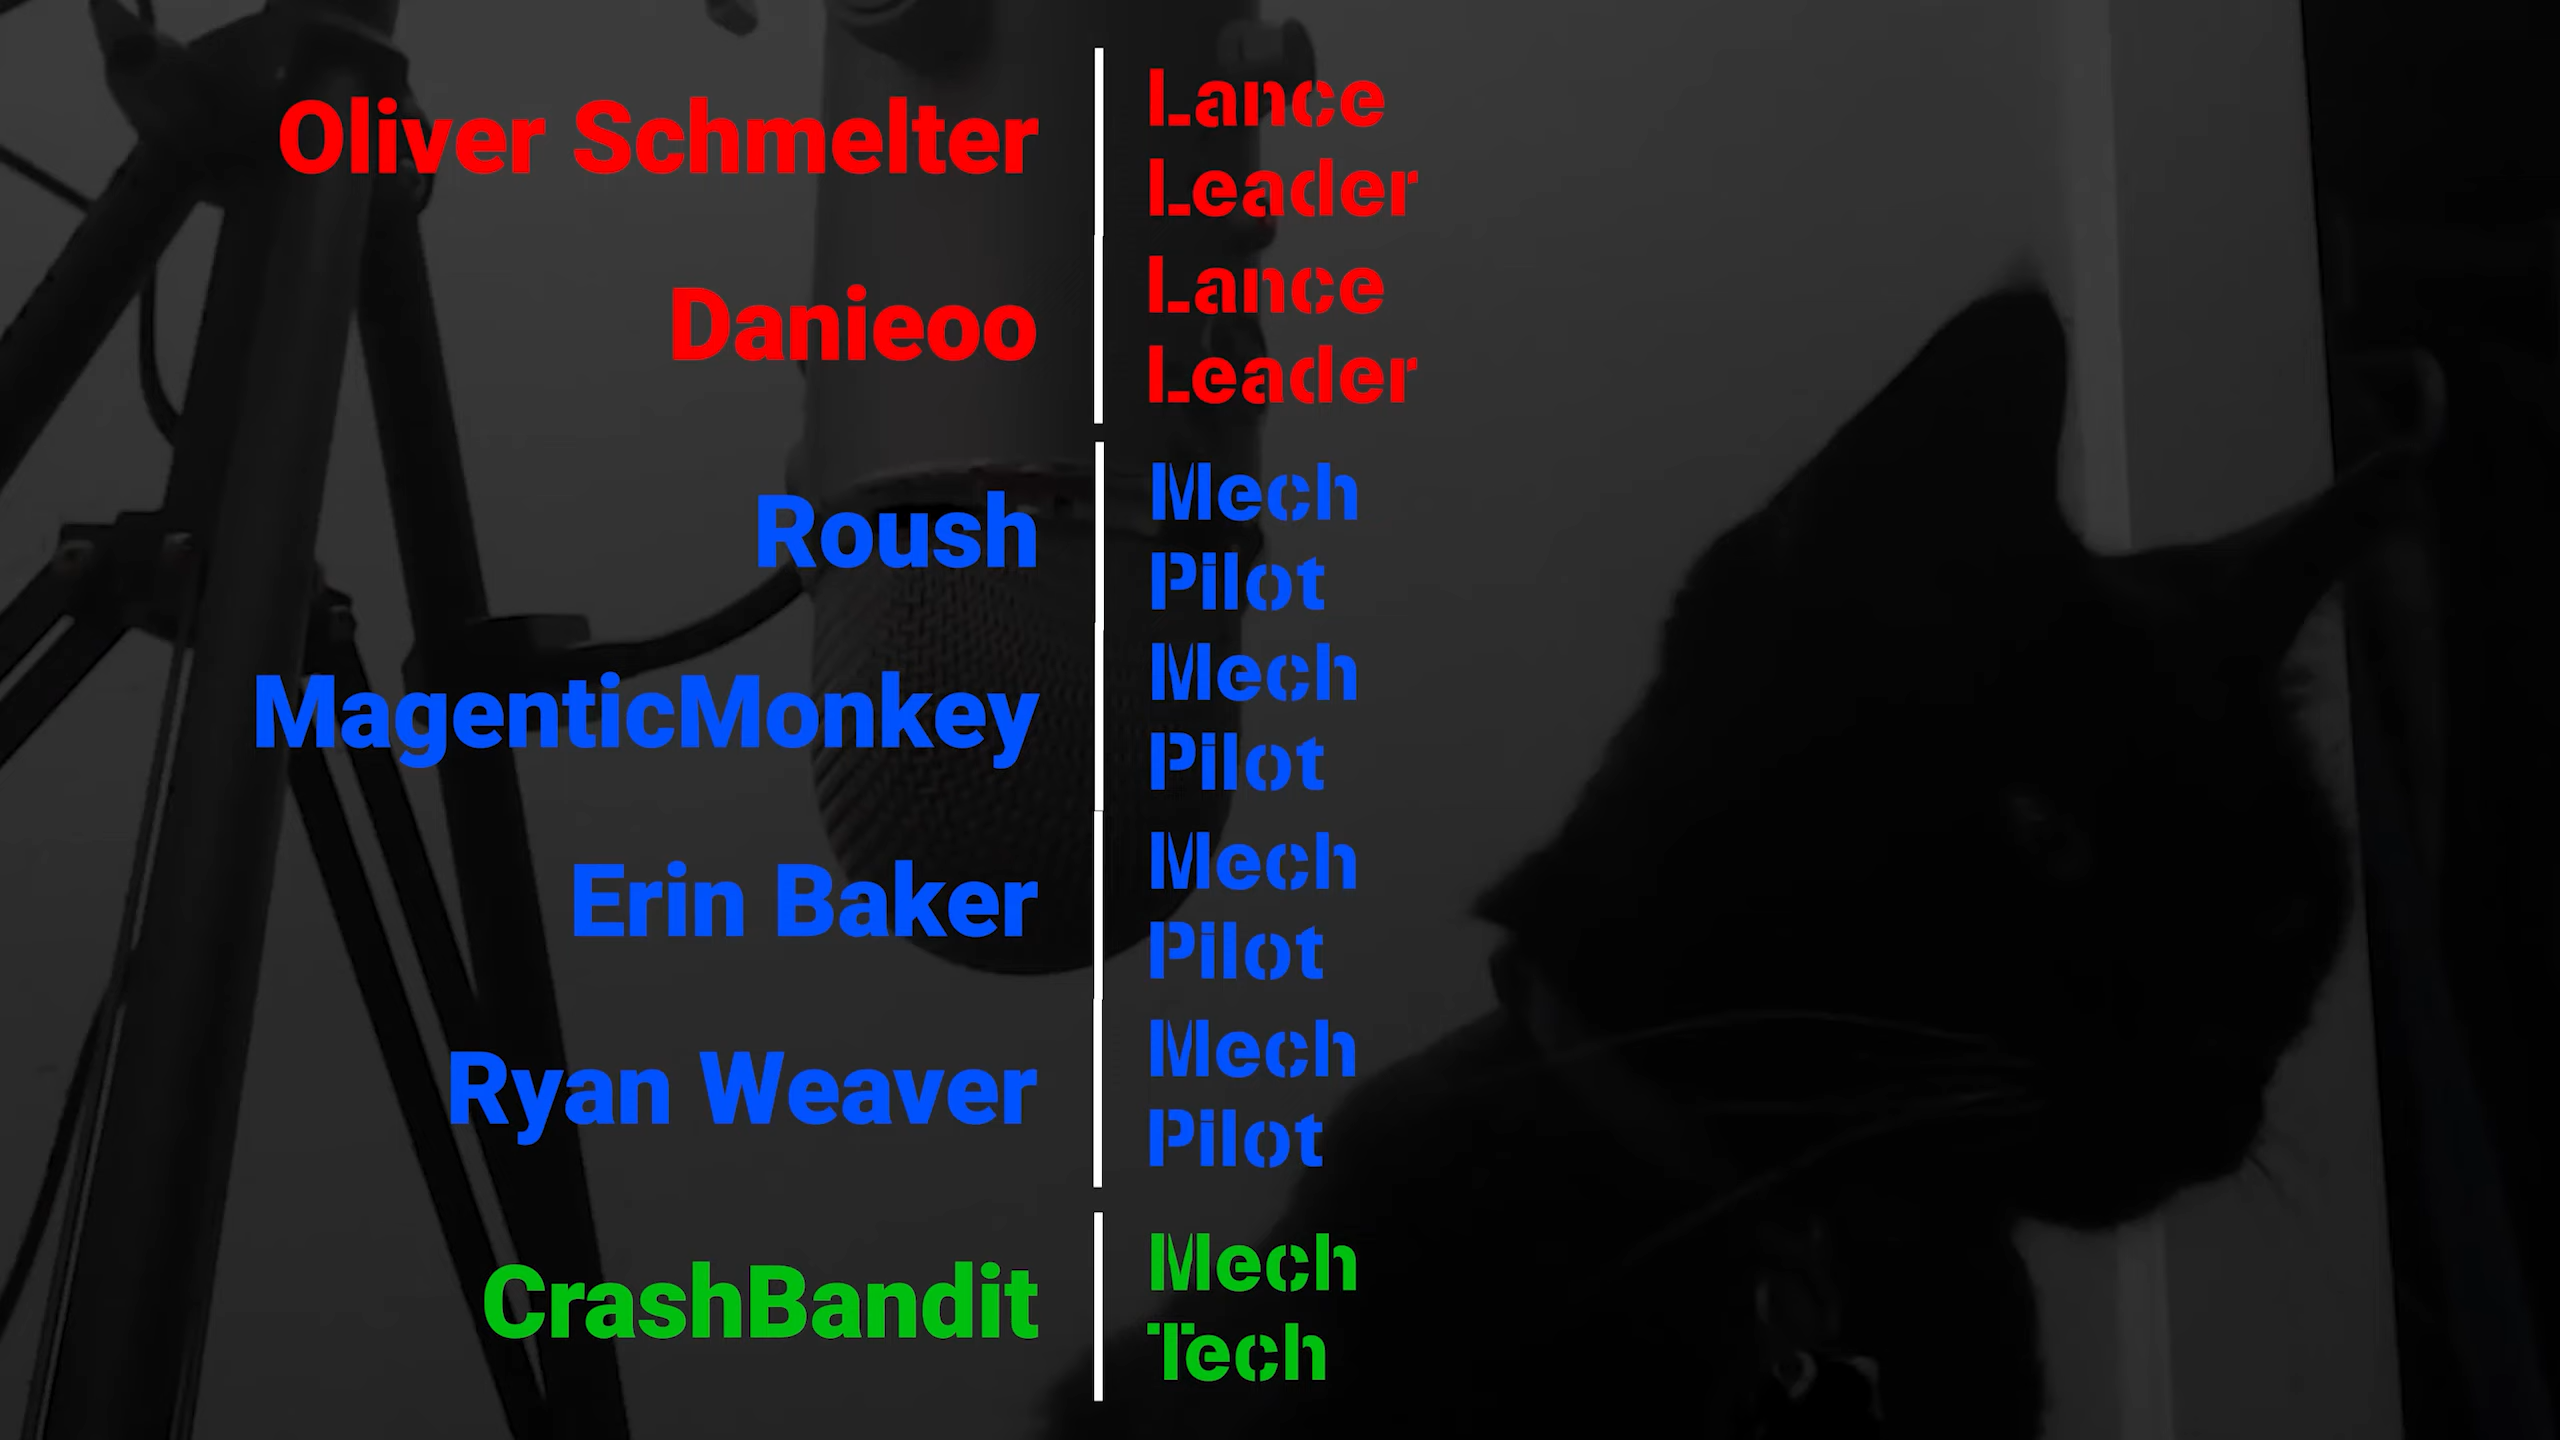 Oliver Schmelter
Lance
Leader
Danieoo
Lance
Leader
Roush
Mech
Pilot
MagenticMonkey
Mech
Pilot
Erin Baker
Mech
Pilot
Ryan Weaver
Mech
Pilot
CrashBandit
Mech
Tech